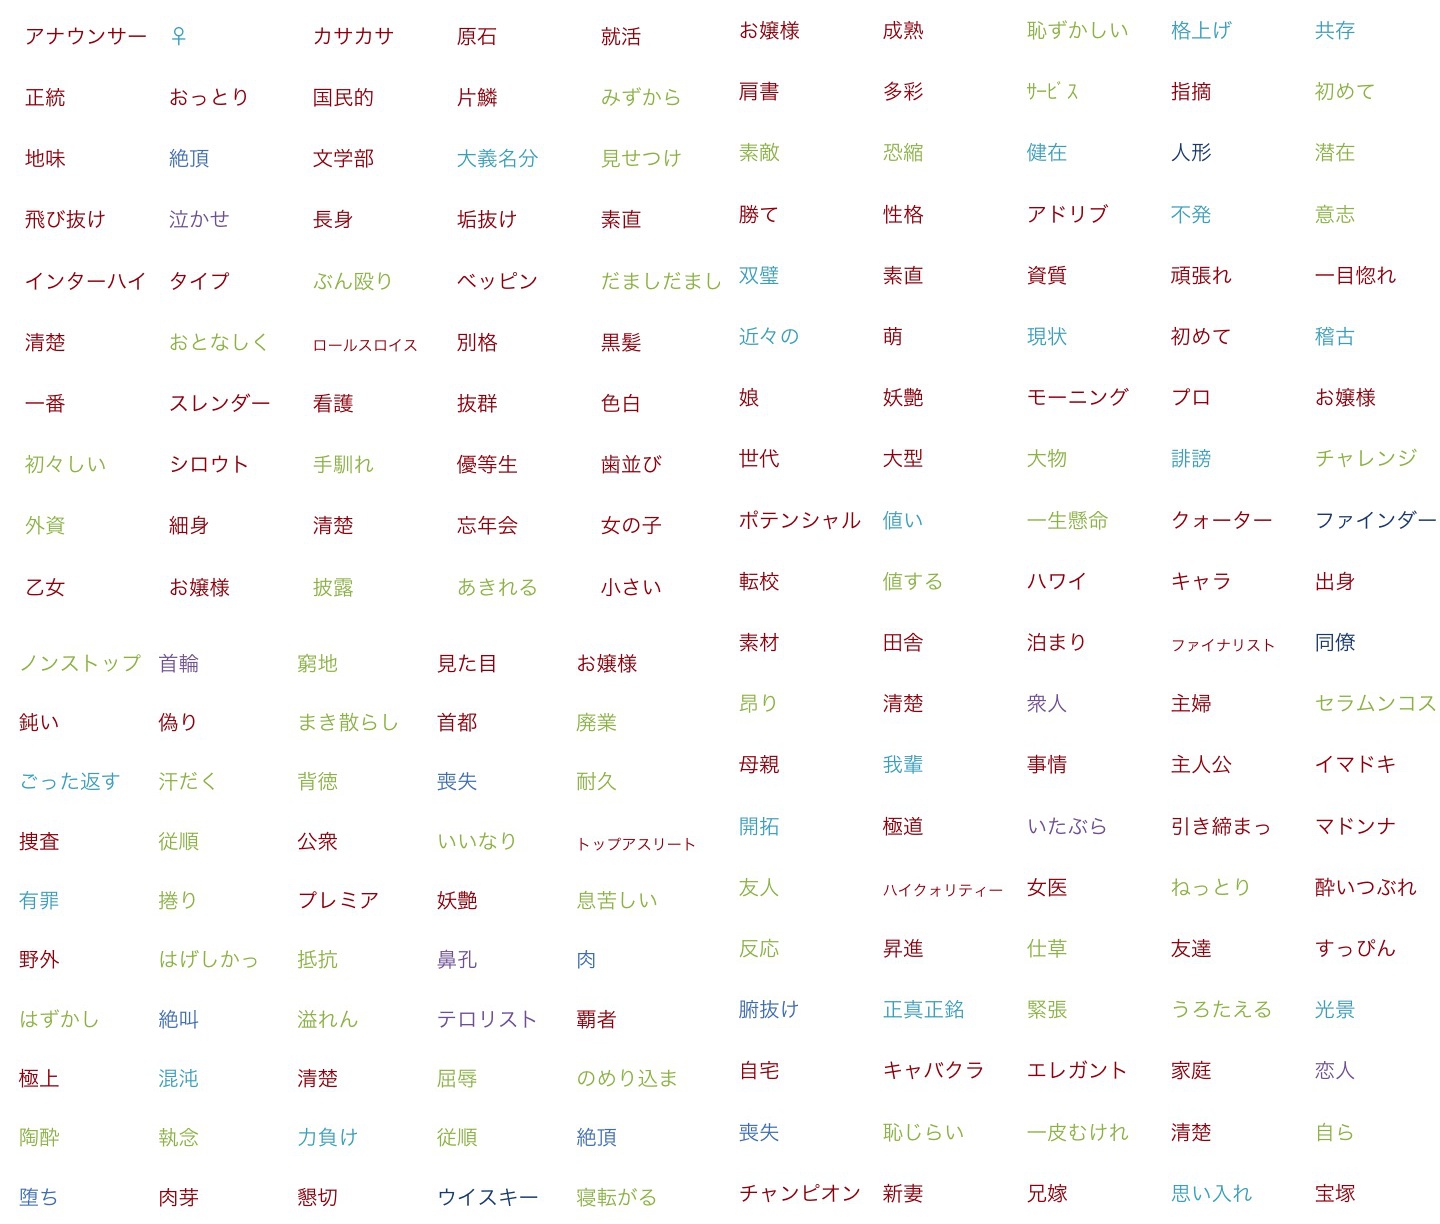 アナウンサー ♀ カサカサ 原石 就活
正統 おっとり 国民的 片鱗 みずから
地味 絶頂 文学部 大義名分 見せつけ
飛び抜け 泣かせ 長身 垢抜け 素直
インターハイ タイプ ぶん殴り ベッピン だましだまし
清楚 おとなしく ロールスロイス 別格 黒髪
一番 スレンダー 看護 抜群 色白
初々しい シロウト 手馴れ 優等生 歯並び
外資 細身 清楚 忘年会 女の子
乙女 お嬢様 披露 あきれる 小さい
ノンストップ 首輪 窮地 見た目 お嬢様
鈍い 偽り まき散らし 首都 廃業
ごった返す 汗だく 背徳 喪失 耐久
捜査 従順 公衆 いいなり トップアスリート
有罪 捲り プレミア 妖艶 息苦しい
野外 はげしかっ 抵抗 鼻孔 肉
はずかし 絶叫 溢れん テロリスト 覇者
極上 混沌 清楚 屈辱 のめり込ま
陶酔 執念 力負け 従順 絶頂
堕ち 肉芽 懇切 ウイスキー 寝転がる
お嬢様 成熟 恥ずかしい 格上げ 共存
肩書 多彩 ｻｰﾋﾞｽ 指摘 初めて
素敵 恐縮 健在 人形 潜在
勝て 性格 アドリブ 不発 意志
双璧 素直 資質 頑張れ 一目惚れ
近々の 萌 現状 初めて 稽古
娘 妖艶 モーニング プロ お嬢様
世代 大型 大物 誹謗 チャレンジ
ポテンシャル 値い 一生懸命 クォーター ファインダー
転校 値する ハワイ キャラ 出身
素材 田舎 泊まり ファイナリスト 同僚
昂り 清楚 衆人 主婦 セラムンコス
母親 我輩 事情 主人公 イマドキ
開拓 極道 いたぶら 引き締まっ マドンナ
友人 ハイクォリティー 女医 ねっとり 酔いつぶれ
反応 昇進 仕草 友達 すっぴん
腑抜け 正真正銘 緊張 うろたえる 光景
自宅 キャバクラ エレガント 家庭 恋人
喪失 恥じらい 一皮むけれ 清楚 自ら
チャンピオン 新妻 兄嫁 思い入れ 宝塚